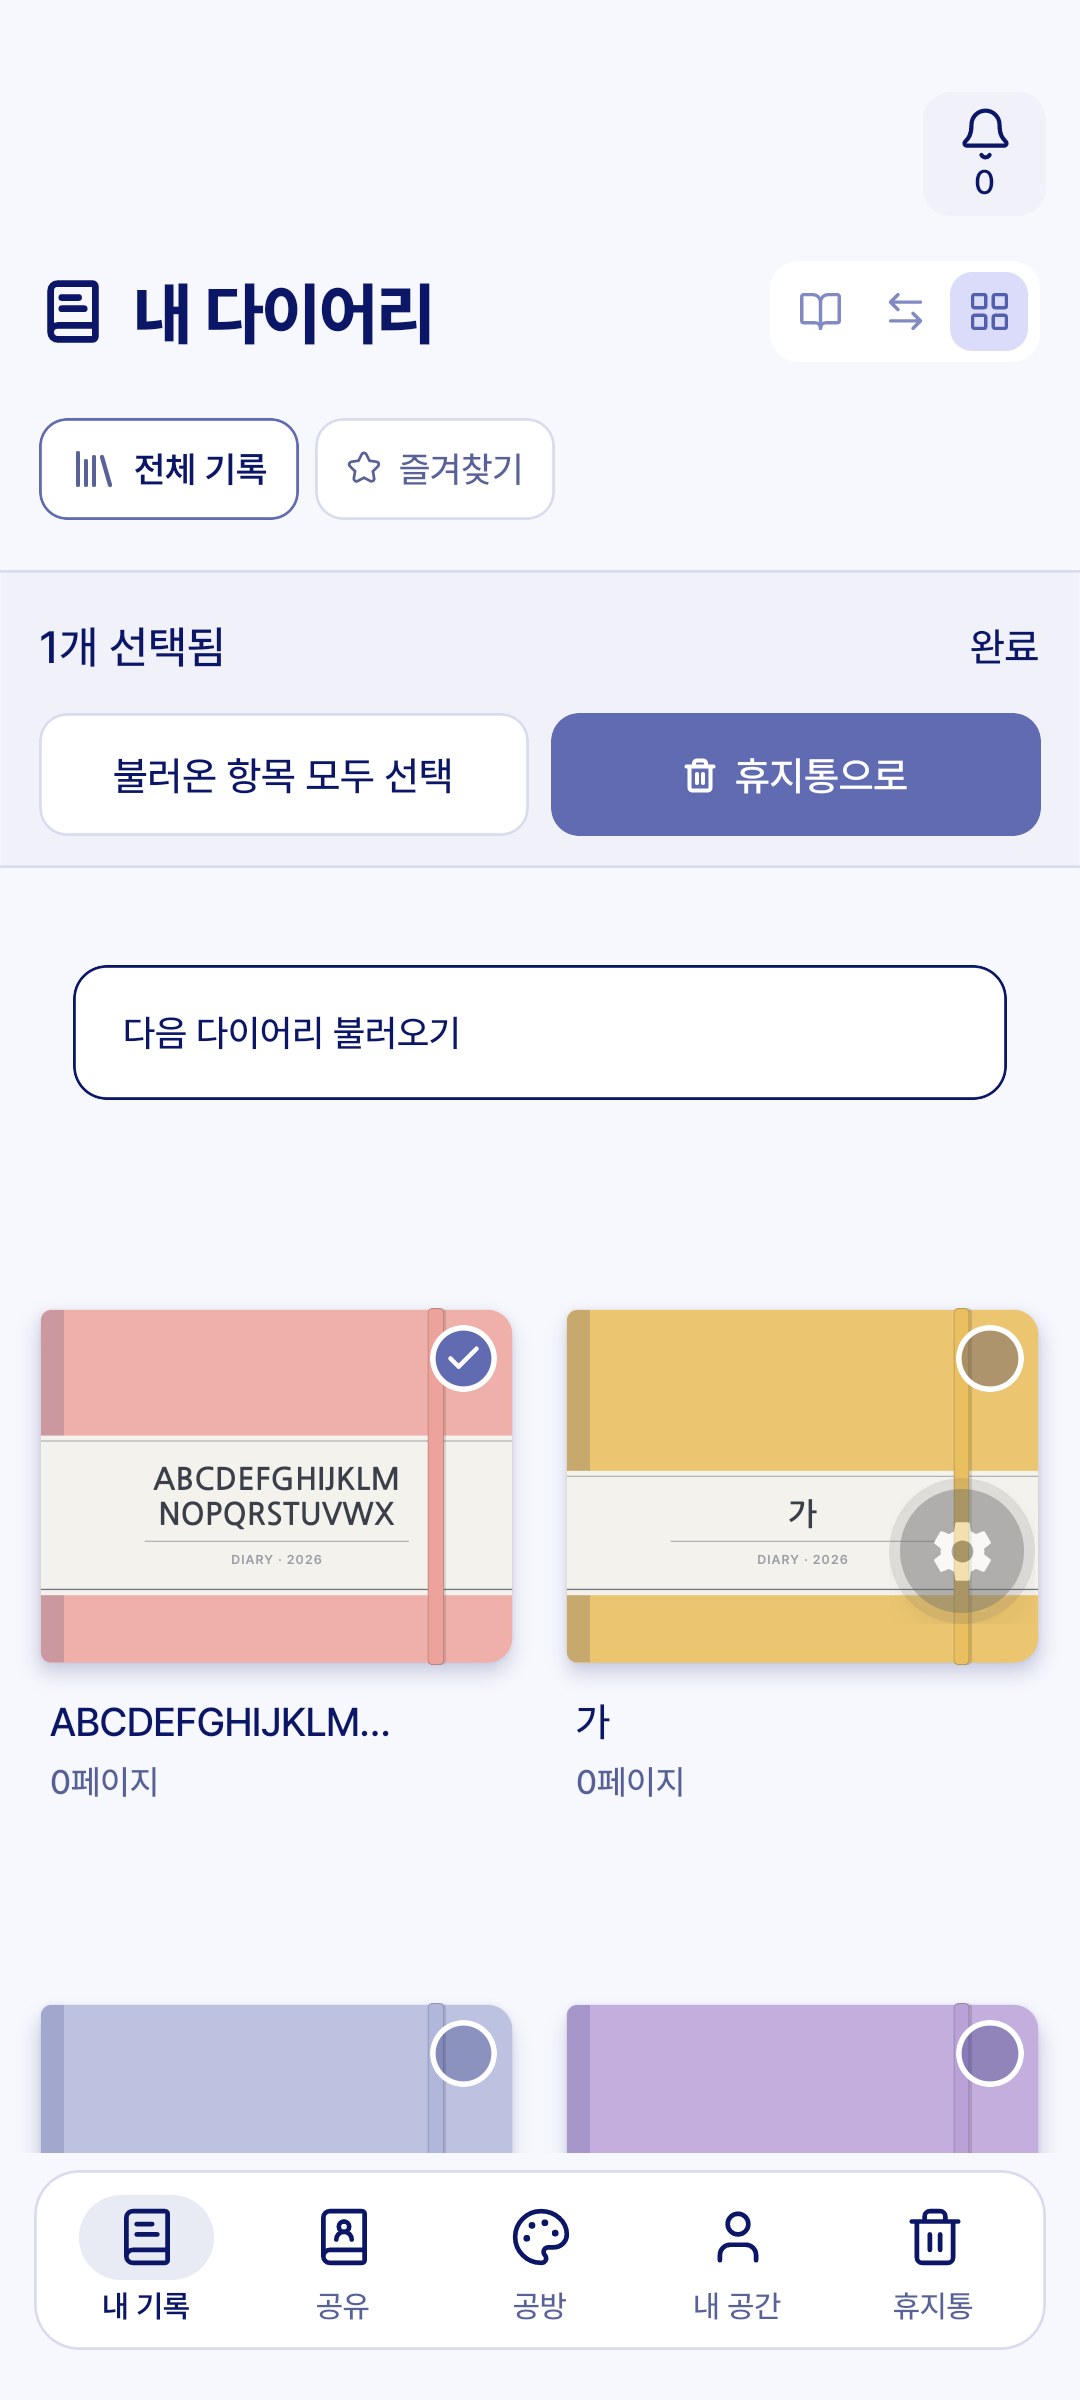 0
내 다이어리
전체 기록
즐겨찾기
1개 선택됨
완료
불러온 항목 모두 선택
휴지통으로
다음 다이어리 불러오기
ABCDEFGHIJKLM
NOPQRSTUVWX
DIARY · 2026
가
DIARY · 2026
ABCDEFGHIJKLM...
0페이지
가
0페이지
내 기록
공유
공방
내 공간
휴지통